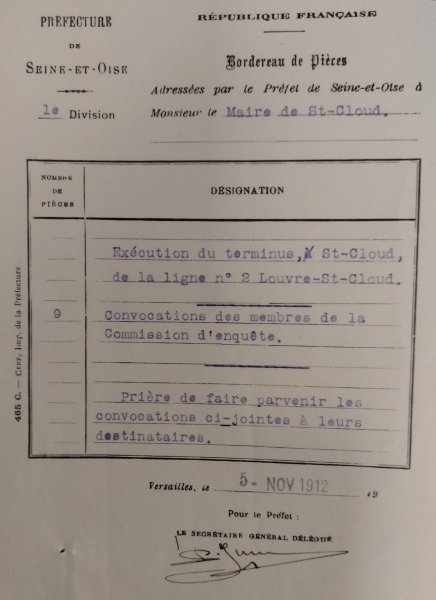 PRÉFECTURE
DE
SEINE-ET-OISE
1e Division
RÉPUBLIQUE FRANÇAISE
Bordereau de Pièces
Adressées par le Préfet de Seine-et-Oise à
Monsieur le Maire de St-Cloud.
NOMBRE
DE
PIÈCES
DÉSIGNATION
Exécution du terminus, à St-Cloud,
de la ligne n° 2 Louvre-St-Cloud.
9 Convocations des membres de la
Commission d'enquête.
Prière de faire parvenir les
convocations ci-jointes à leurs
destinataires.
465 C. — Imp. de la Préfecture
Versailles, le 5- NOV 1912 19
Pour le Préfet :
LE SECRÉTAIRE GÉNÉRAL DÉLÉGUÉ